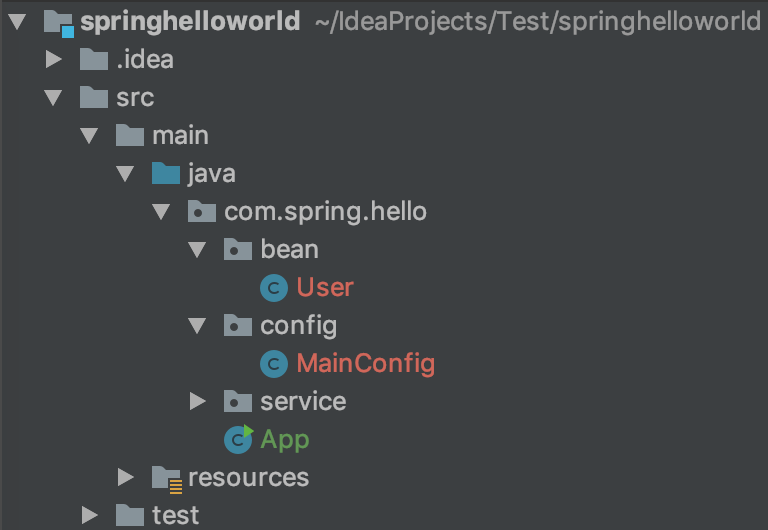 springhelloworld ~/IdeaProjects/Test/springhelloworld
.idea
src
main
java
com.spring.hello
bean
C User
config
C MainConfig
service
C App
resources
test